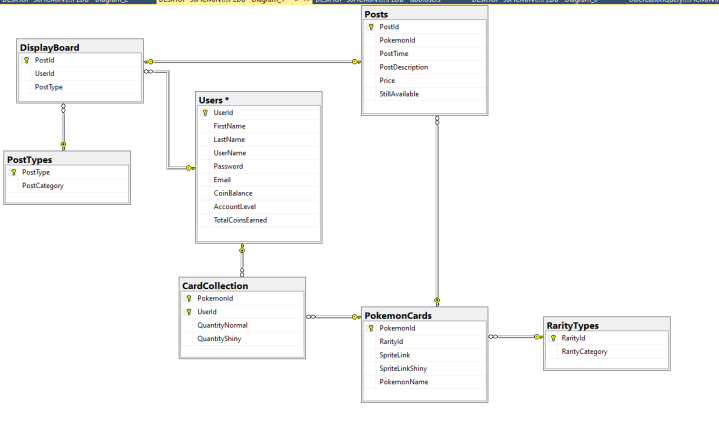 Posts
PostId
PokemonId
PostTime
PostDescription
Price
StillAvailable
DisplayBoard
PostId
UserId
PostType
Users *
UserId
FirstName
LastName
UserName
Password
Email
CoinBalance
AccountLevel
TotalCoinsEarned
PostTypes
PostType
PostCategory
CardCollection
PokemonId
UserId
QuantityNormal
QuantityShiny
PokemonCards
PokemonId
RarityId
SpriteLink
SpriteLinkShiny
PokemonName
RarityTypes
RarityId
RarityCategory